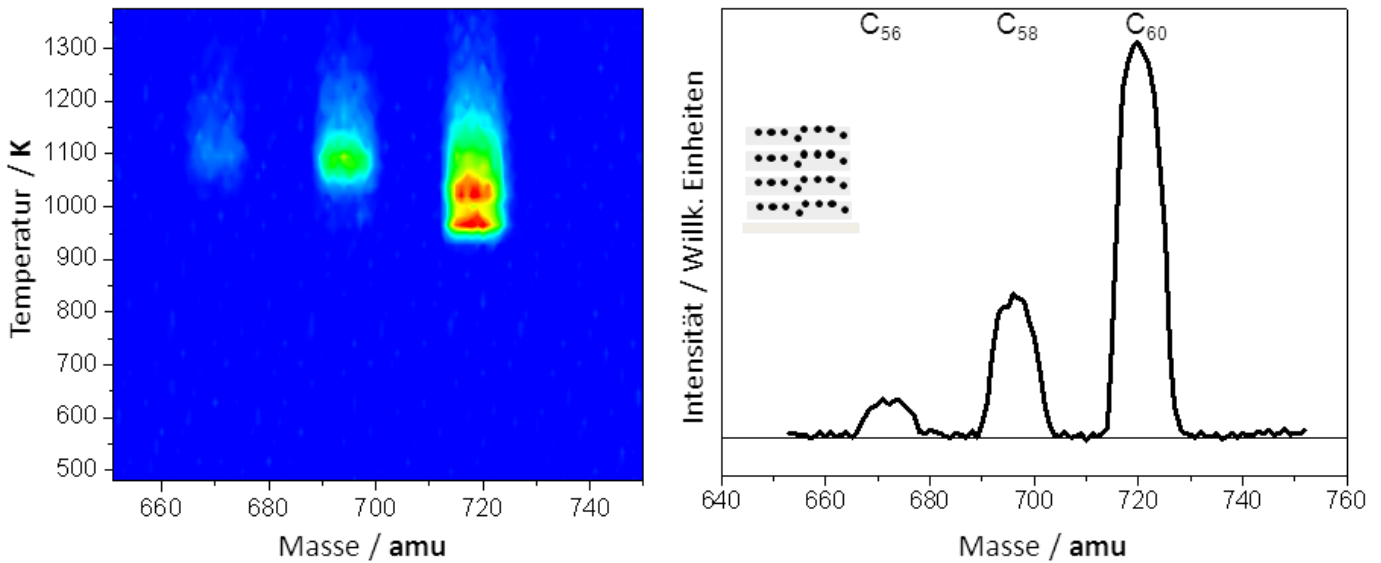 1300
1200
1100
1000
900
800
700
600
500
Temperatur / K
660 680 700 720 740
Masse / amu
C₅₆ C₅₈ C₆₀
Intensität / Willk. Einheiten
640 660 680 700 720 740 760
Masse / amu